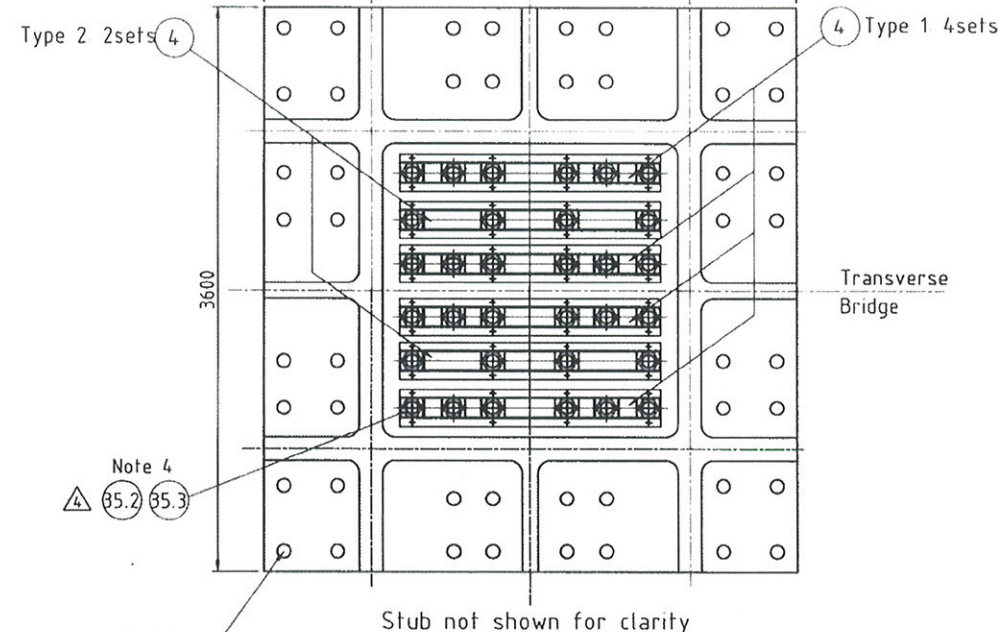 Type 2 2sets 4
4 Type 1 4sets
3600
Transverse
Bridge
Note 4
4 35.2 35.3
Stub not shown for clarity